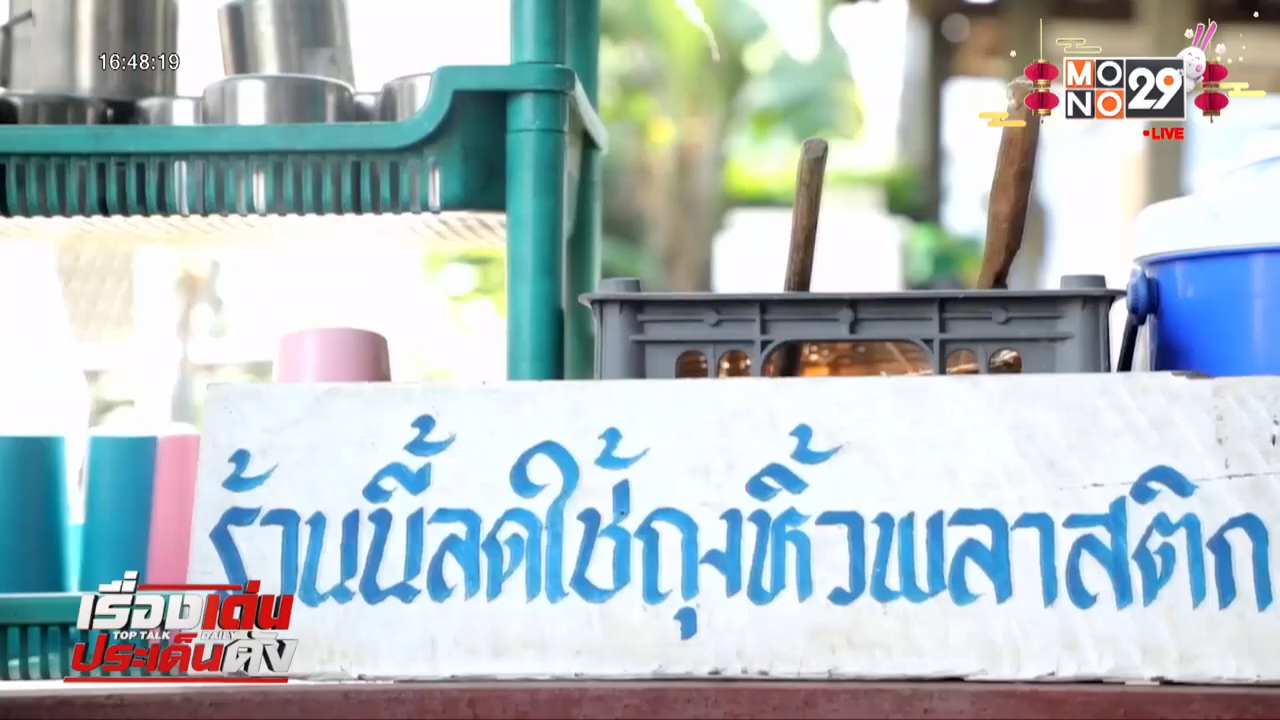 16:48:19
MONO 29
LIVE
ร้านนี้ลดใช้ถุงหิ้วพลาสติก
เรื่องเด่น
TOP TALK DAILY
ประเด็นดัง